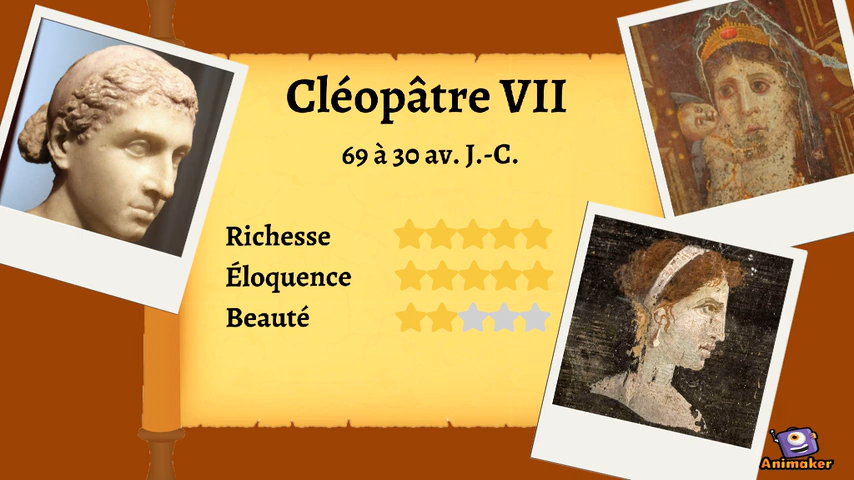 Cléopâtre VII
69 à 30 av. J.-C.
Richesse
Éloquence
Beauté
Animaker